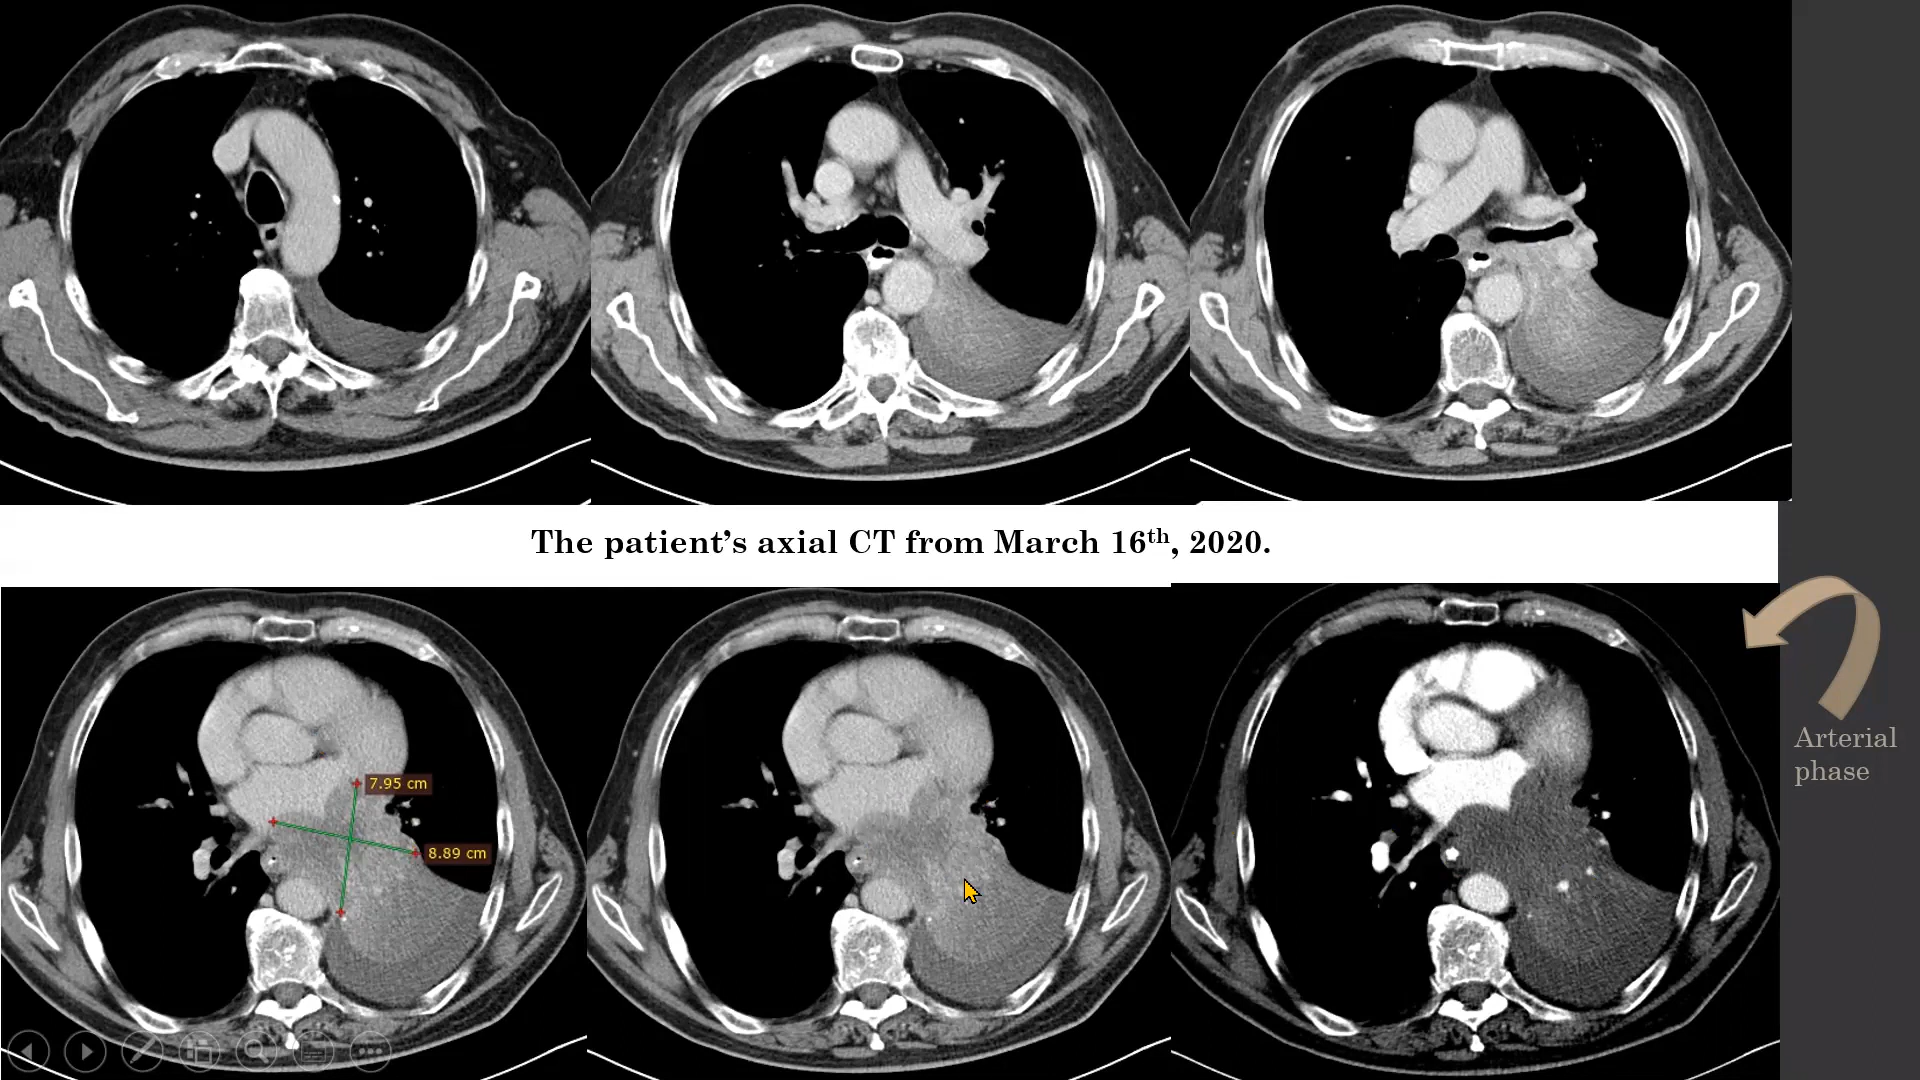 The patient's axial CT from March 16th, 2020.
7.95 cm
8.89 cm
Arterial
phase